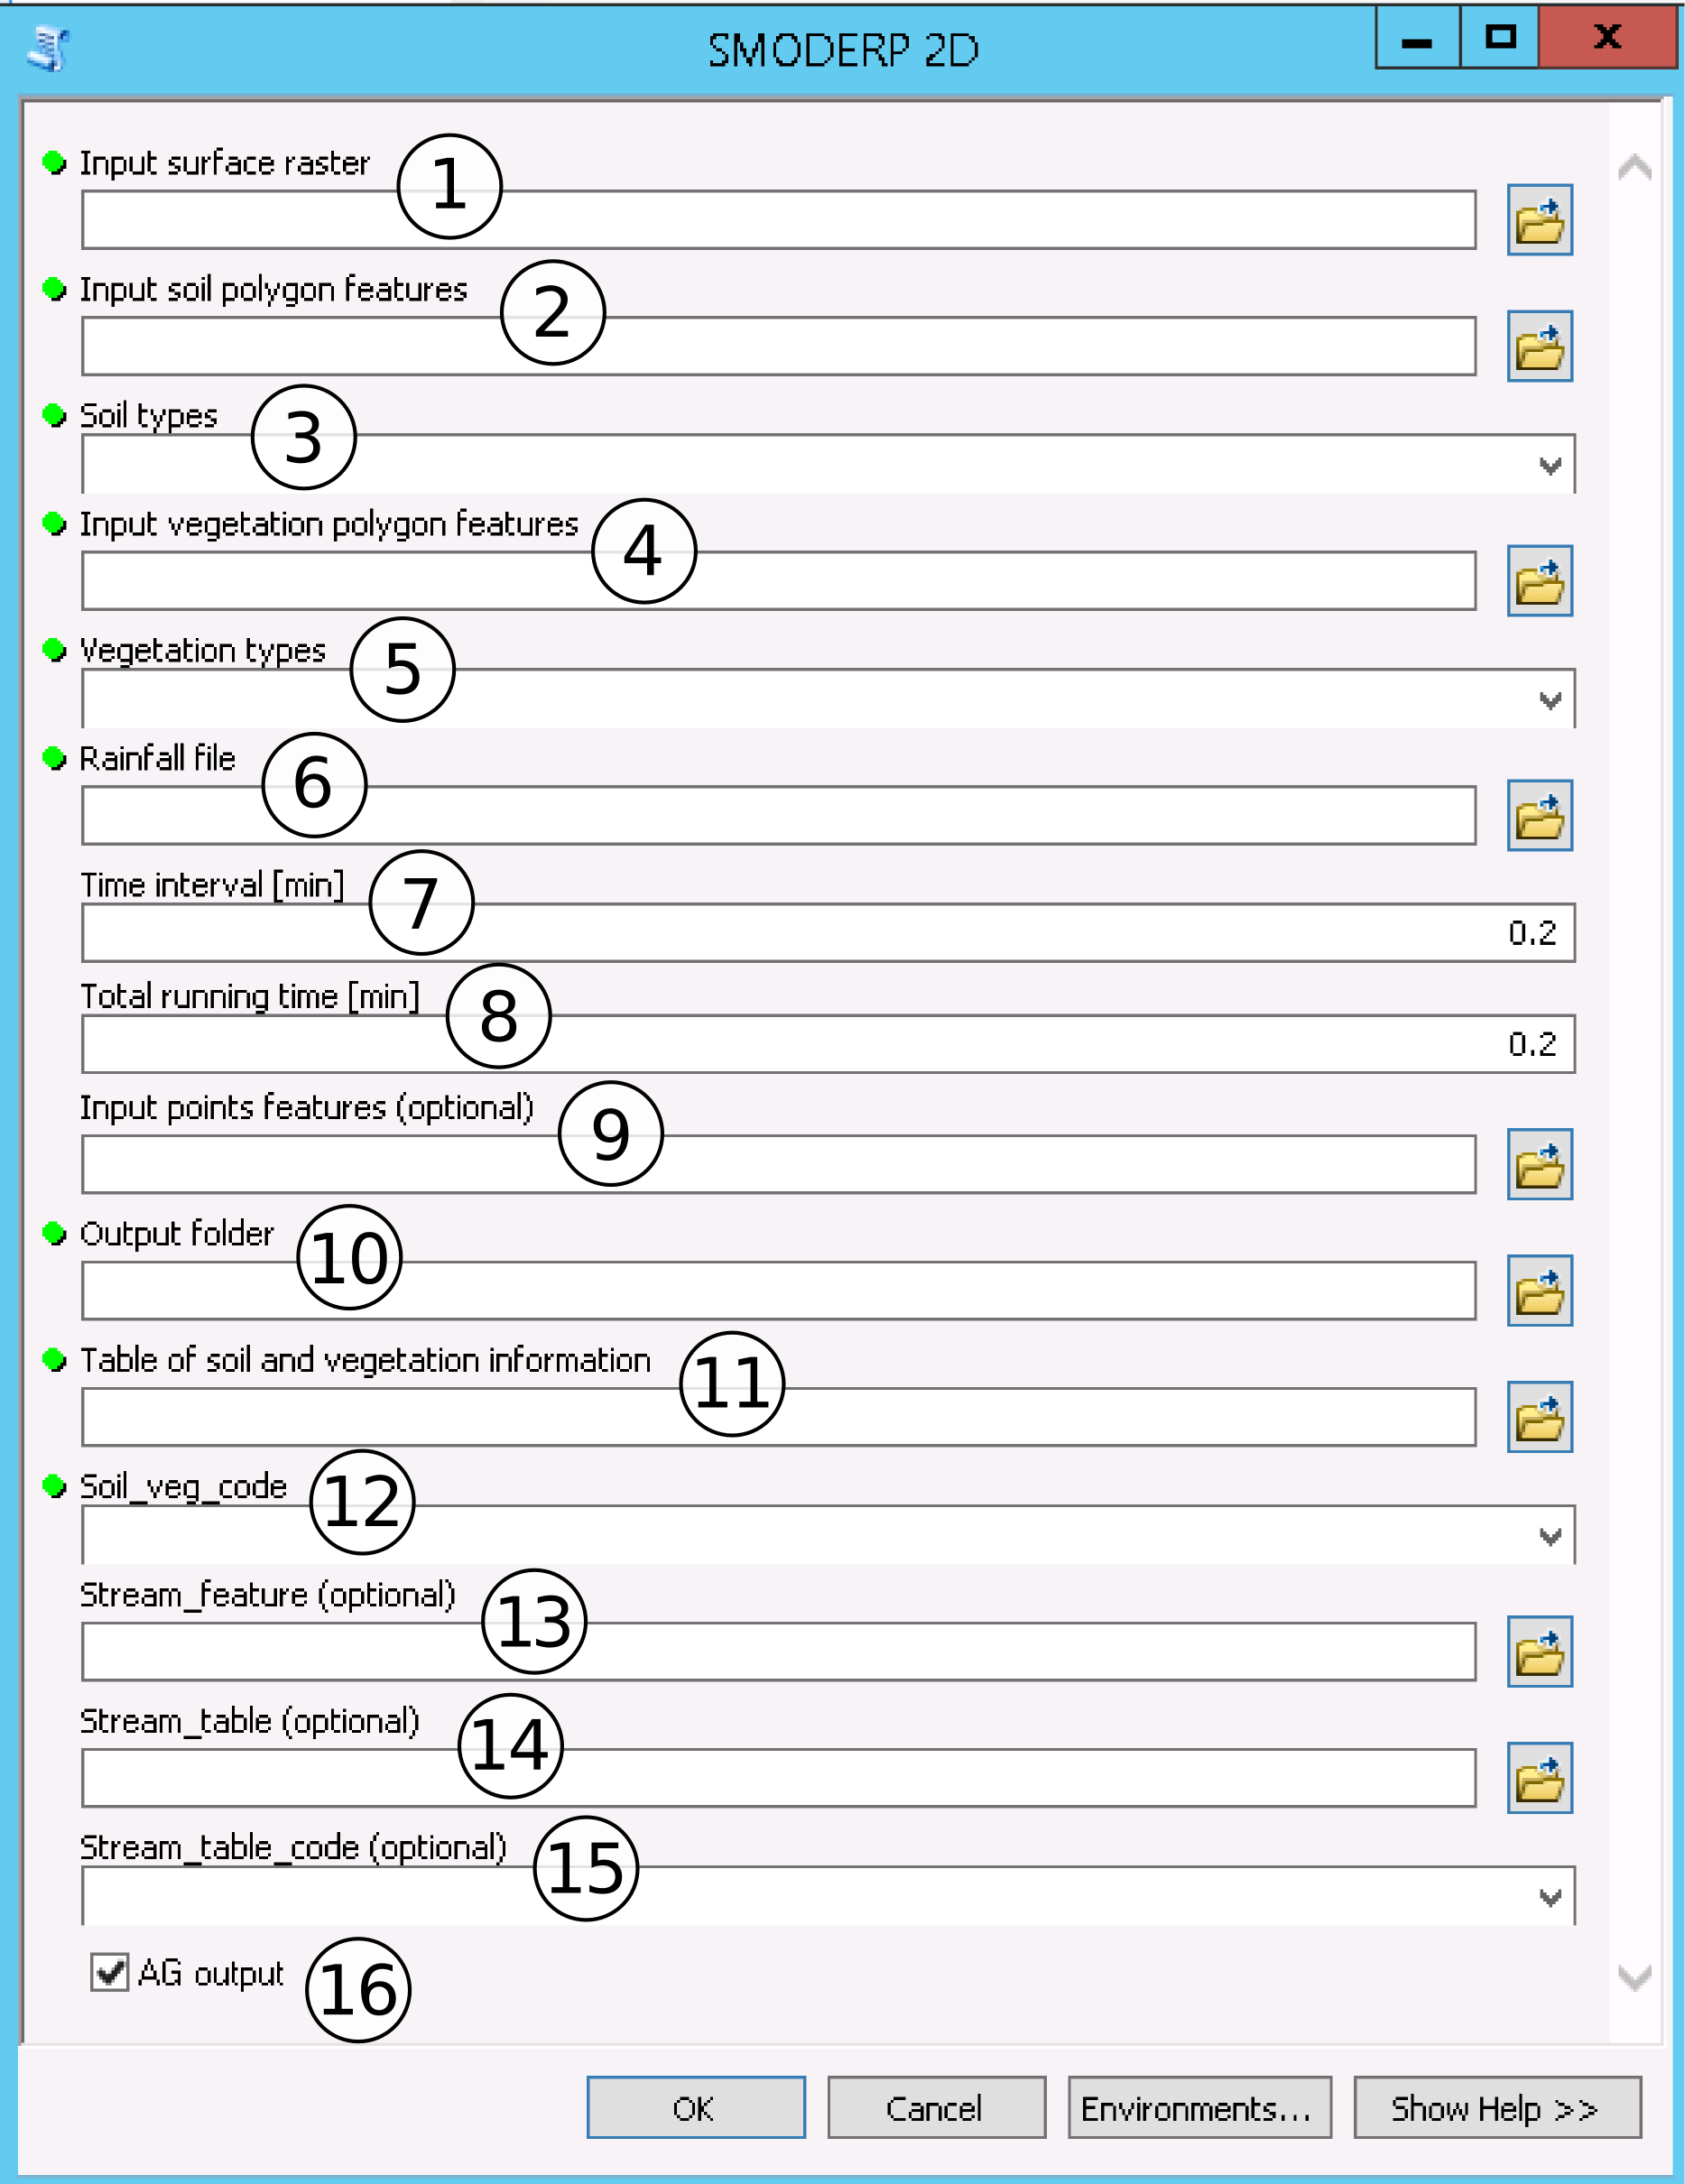 SMODERP 2D
X
Input surface raster
1
Input soil polygon features
2
Soil types
3
Input vegetation polygon features
4
Vegetation types
5
Rainfall file
6
Time interval [min]
7
0.2
Total running time [min]
8
0.2
Input points features (optional)
9
Output folder
10
Table of soil and vegetation information
11
Soil_veg_code
12
Stream_feature (optional)
13
Stream_table (optional)
14
Stream_table_code (optional)
15
AG output
16
OK Cancel Environments... Show Help >>